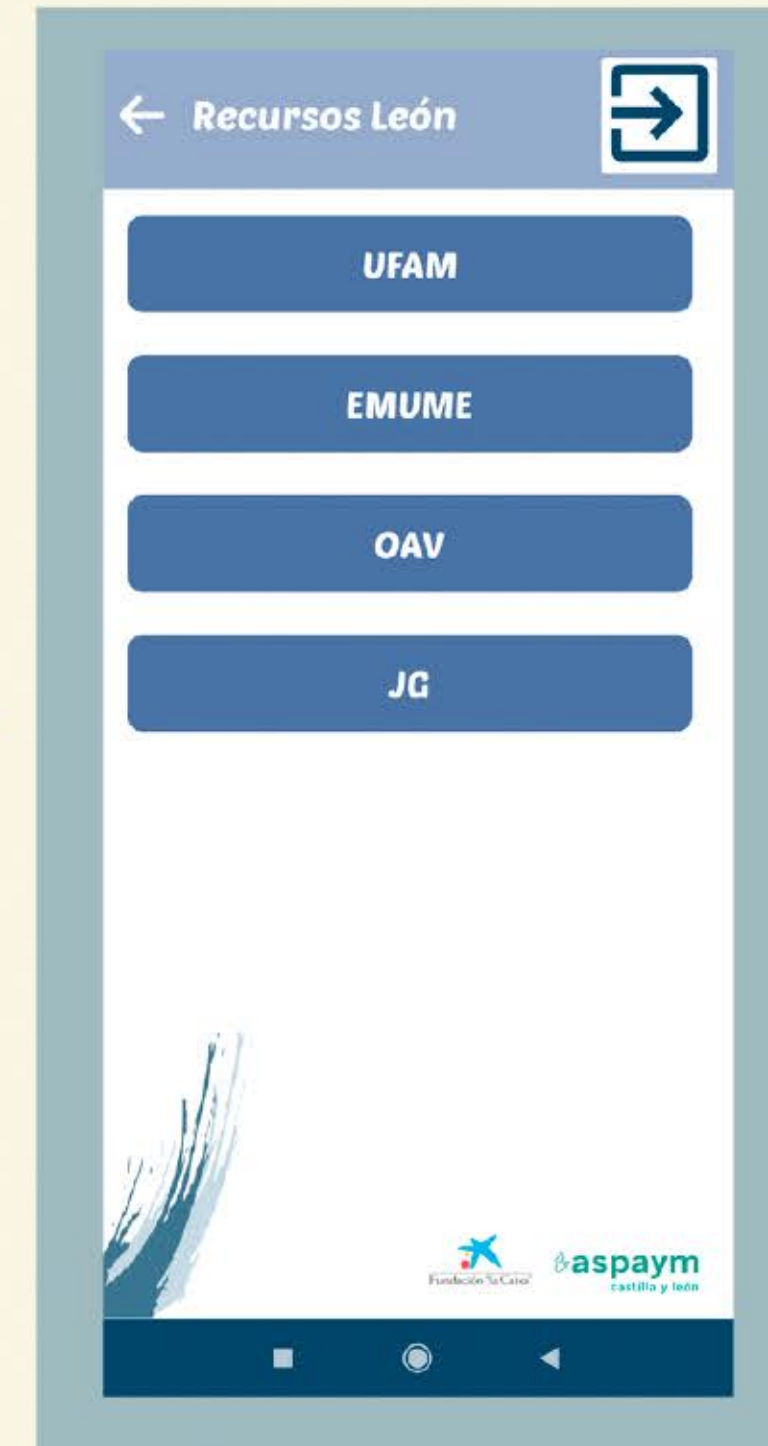 Recursos León
UFAM
EMUME
OAV
JG
Fundación "la Caixa"
aspaym
castilla y león